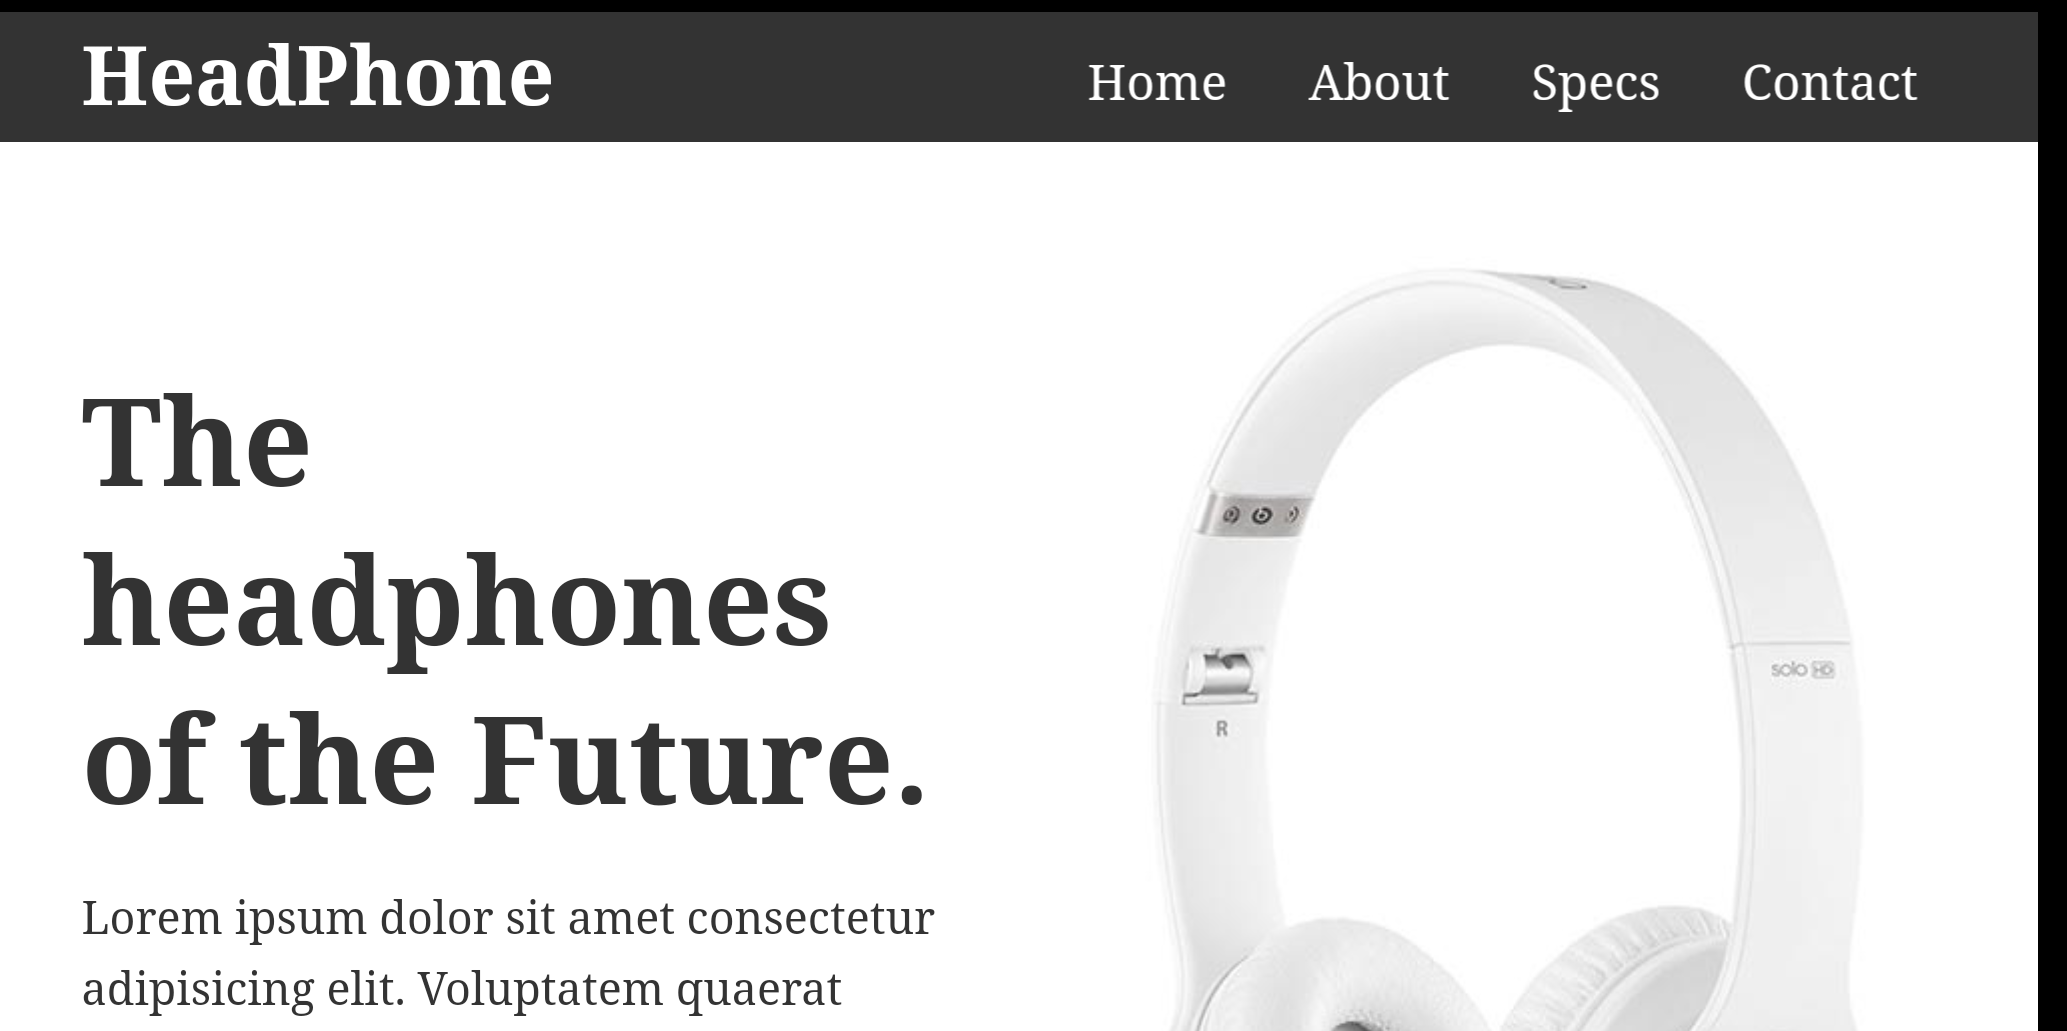 HeadPhone
Home About Specs Contact
The
headphones
of the Future.
solo HD
R
Lorem ipsum dolor sit amet consectetur
adipisicing elit. Voluptatem quaerat